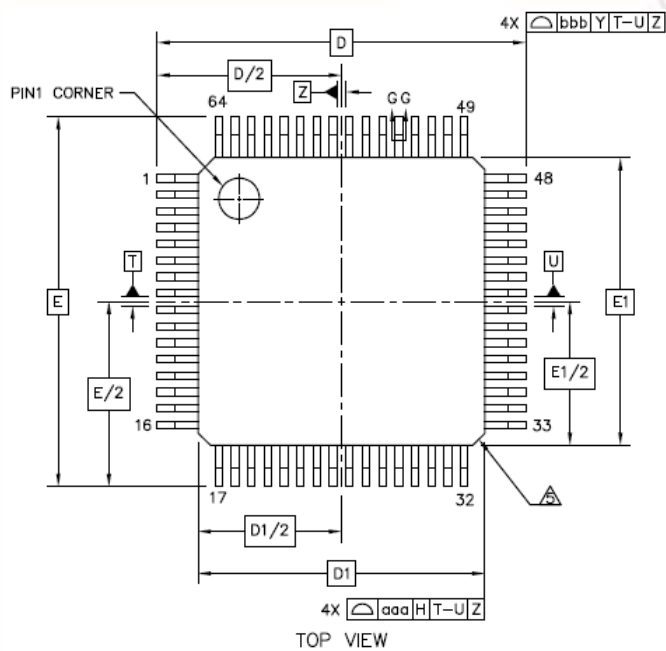 4X ⌓ bbb Y T-U Z
D
D/2
Z
PIN1 CORNER
64
G G
49
1
48
T
U
E
E1
E/2
E1/2
16
33
17
32
5
D1/2
D1
4X ⌓ aaa H T-U Z
TOP VIEW